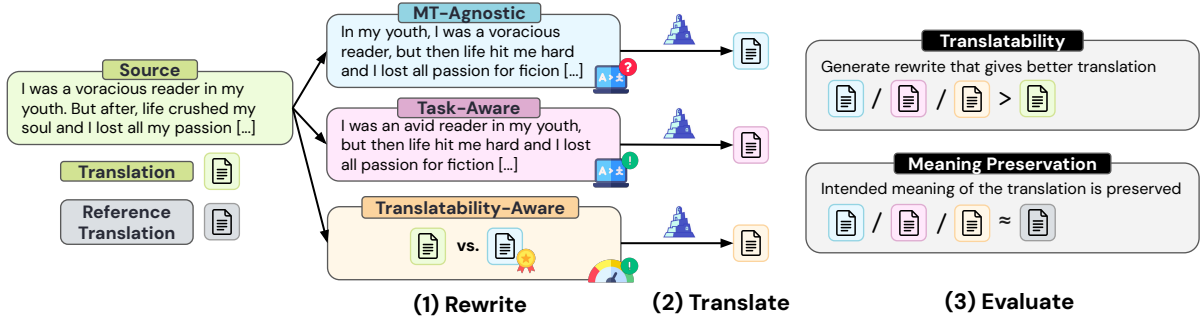 Source
I was a voracious reader in my
youth. But after, life crushed my
soul and I lost all my passion [...]
Translation
Reference
Translation
MT-Agnostic
In my youth, I was a voracious
reader, but then life hit me hard
and I lost all passion for ficion [...]
A>文
?
Task-Aware
I was an avid reader in my youth,
but then life hit me hard and I lost
all passion for fiction [...]
A>文
!
Translatability-Aware
vs.
!
(1) Rewrite
(2) Translate
Translatability
Generate rewrite that gives better translation
/ / >
Meaning Preservation
Intended meaning of the translation is preserved
/ / ≈
(3) Evaluate